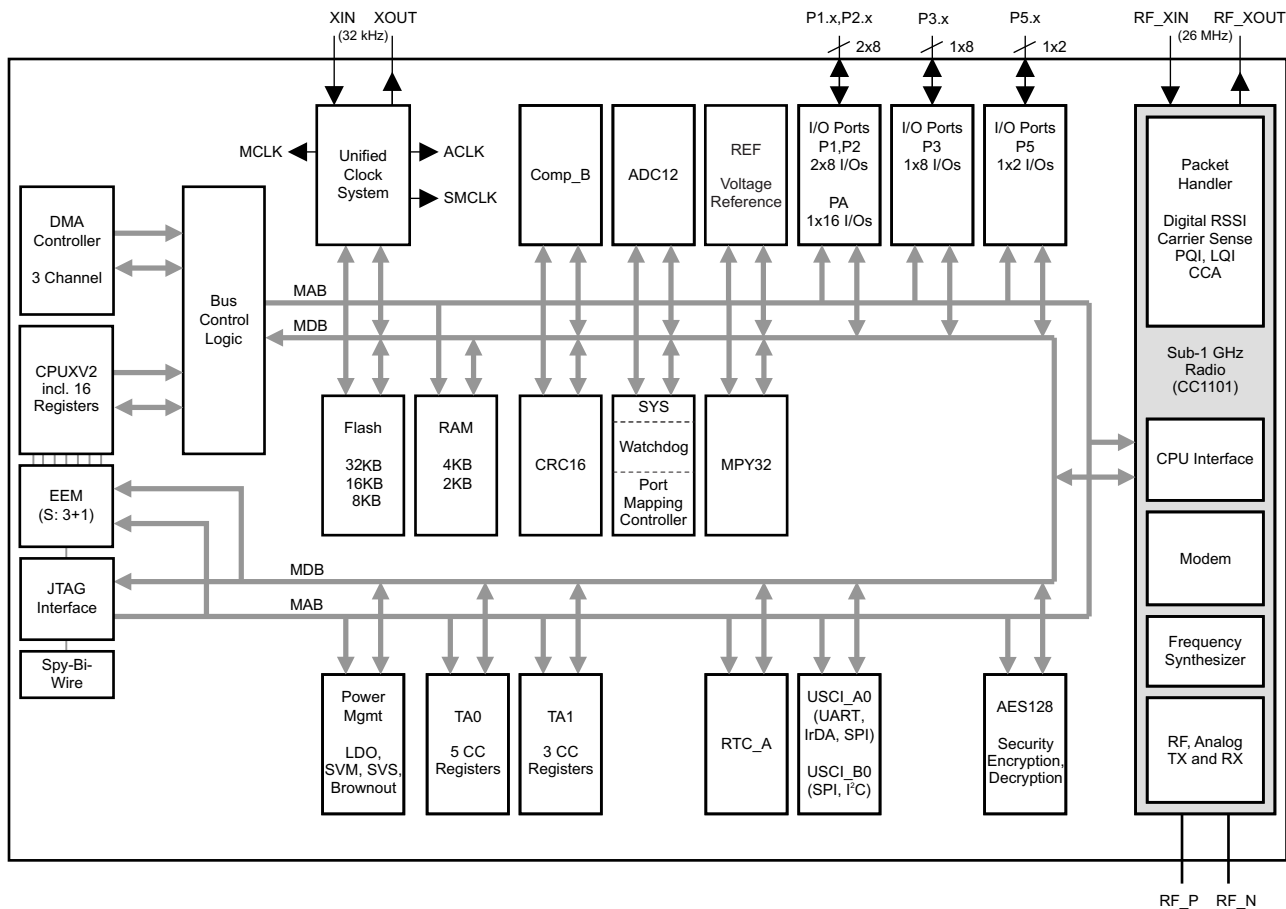 XIN XOUT
(32 kHz)
P1.x,P2.x
2x8
P3.x
1x8
P5.x
1x2
RF_XIN RF_XOUT
(26 MHz)
MCLK
Unified
Clock
System
ACLK
SMCLK
Comp_B
ADC12
REF
Voltage
Reference
I/O Ports
P1,P2
2x8 I/Os
PA
1x16 I/Os
I/O Ports
P3
1x8 I/Os
I/O Ports
P5
1x2 I/Os
Packet
Handler
Digital RSSI
Carrier Sense
PQI, LQI
CCA
DMA
Controller
3 Channel
Bus
Control
Logic
MAB
MDB
CPUXV2
incl. 16
Registers
Sub-1 GHz
Radio
(CC1101)
Flash
32KB
16KB
8KB
RAM
4KB
2KB
CRC16
SYS
Watchdog
Port
Mapping
Controller
MPY32
CPU Interface
EEM
(S: 3+1)
Modem
JTAG
Interface
MDB
MAB
Frequency
Synthesizer
Spy-Bi-
Wire
Power
Mgmt
LDO,
SVM, SVS,
Brownout
TA0
5 CC
Registers
TA1
3 CC
Registers
RTC_A
USCI_A0
(UART,
IrDA, SPI)
USCI_B0
(SPI, I²C)
AES128
Security
Encryption,
Decryption
RF, Analog
TX and RX
RF_P RF_N